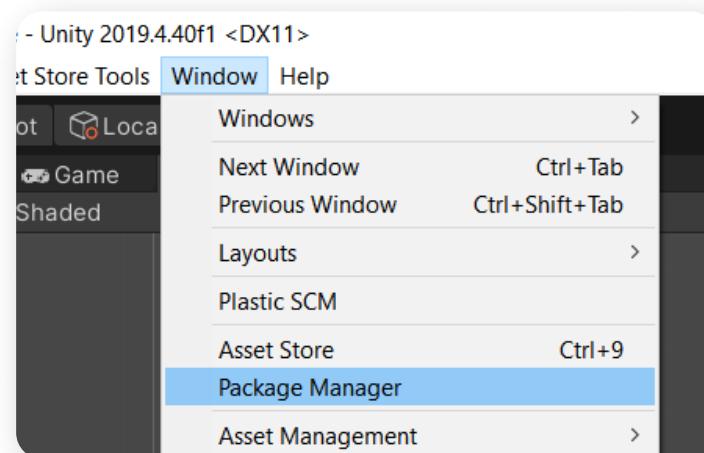 - Unity 2019.4.40f1 <DX11>
et Store Tools Window Help
ot Loca
Game
Shaded
Windows
Next Window Ctrl+Tab
Previous Window Ctrl+Shift+Tab
Layouts
Plastic SCM
Asset Store Ctrl+9
Package Manager
Asset Management